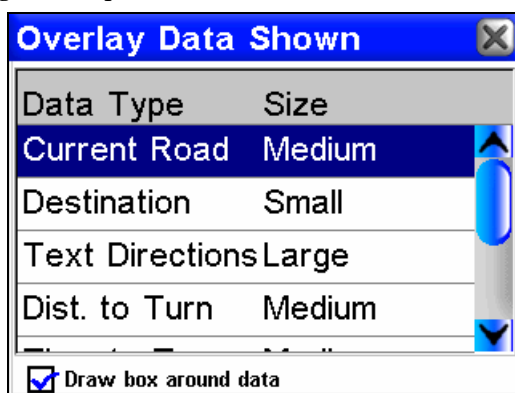 Overlay Data Shown
Data Type Size
Current Road Medium
Destination Small
Text Directions Large
Dist. to Turn Medium
Draw box around data